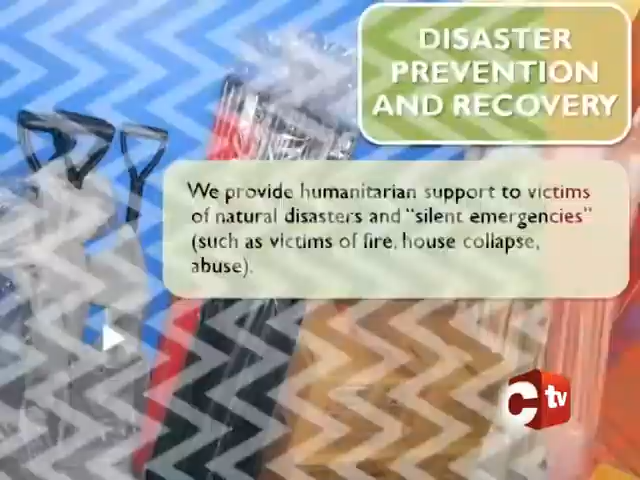 DISASTER
PREVENTION
AND RECOVERY
We provide humanitarian support to victims
of natural disasters and "silent emergencies"
(such as victims of fire, house collapse,
abuse).
C tv